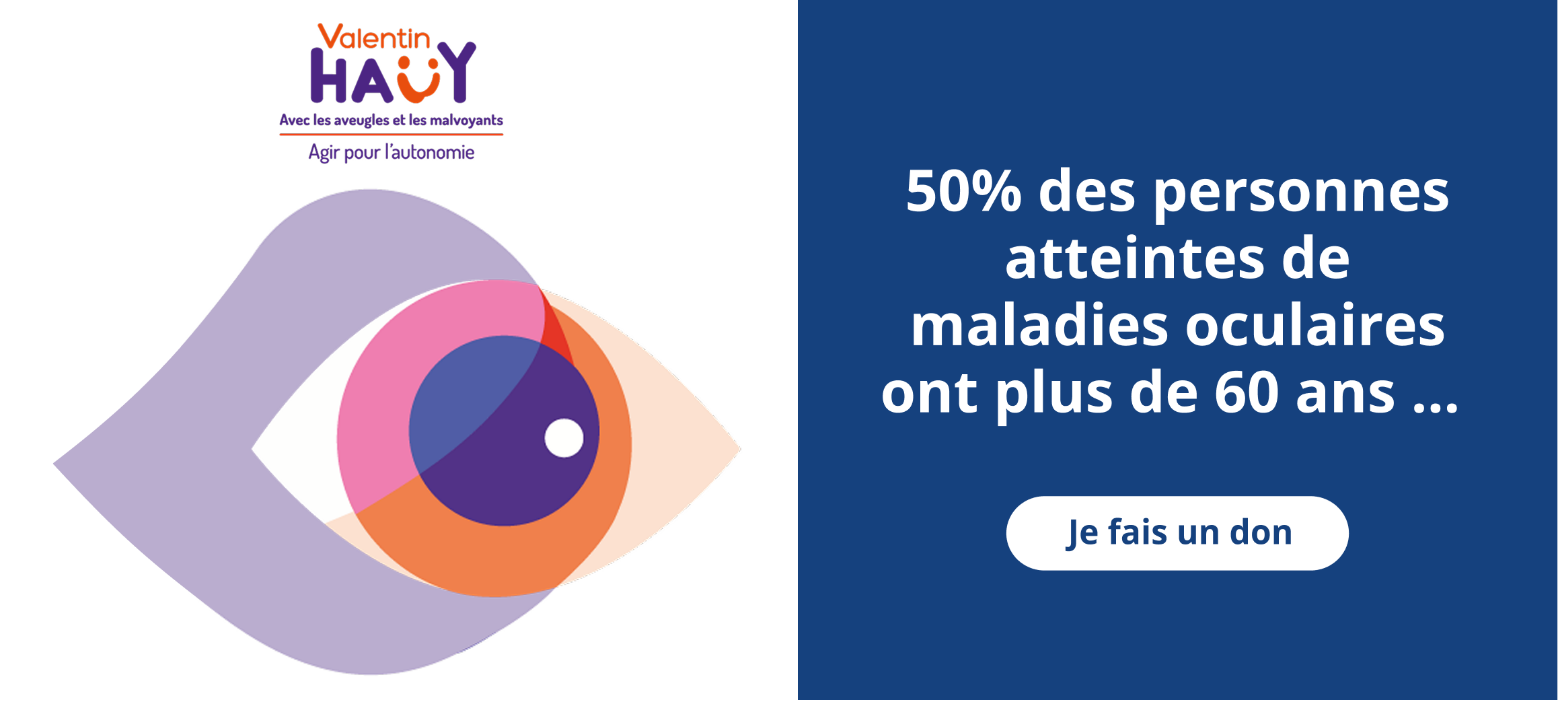 Valentin
HAÜY
Avec les aveugles et les malvoyants
Agir pour l'autonomie
50% des personnes
atteintes de
maladies oculaires
ont plus de 60 ans ...
Je fais un don